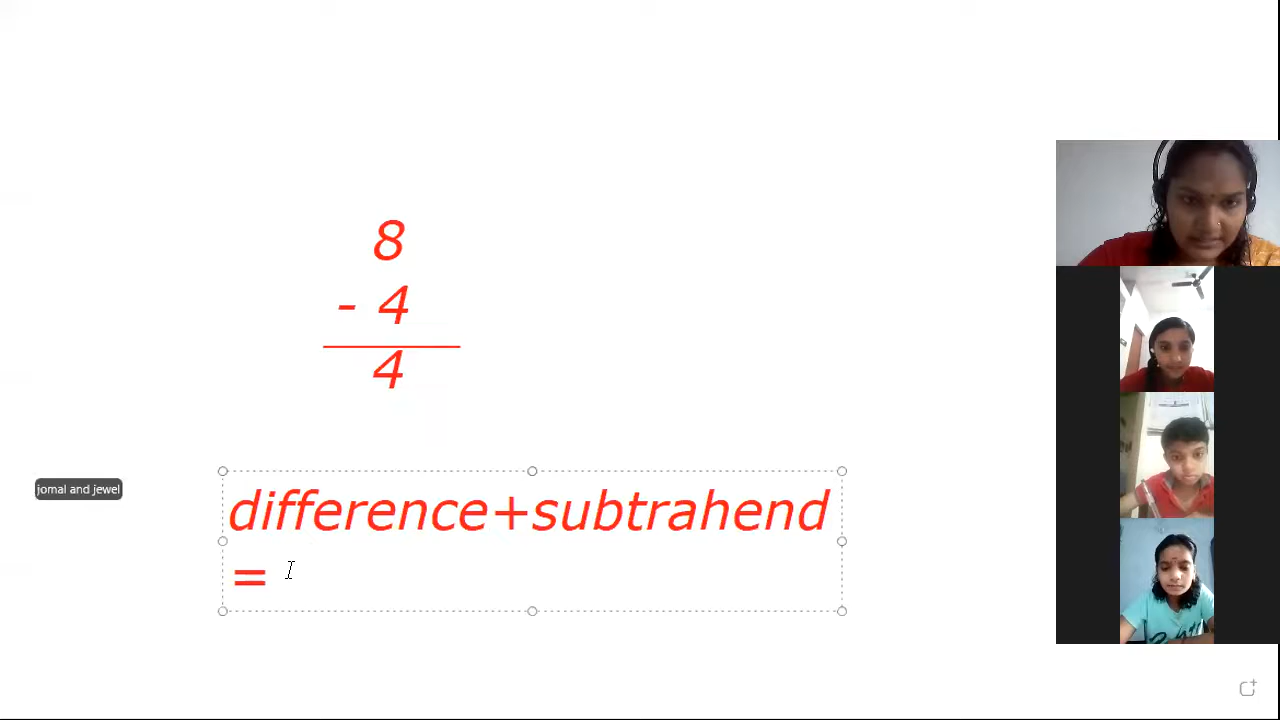 8
- 4
4
difference+subtrahend
=
jomal and jewel